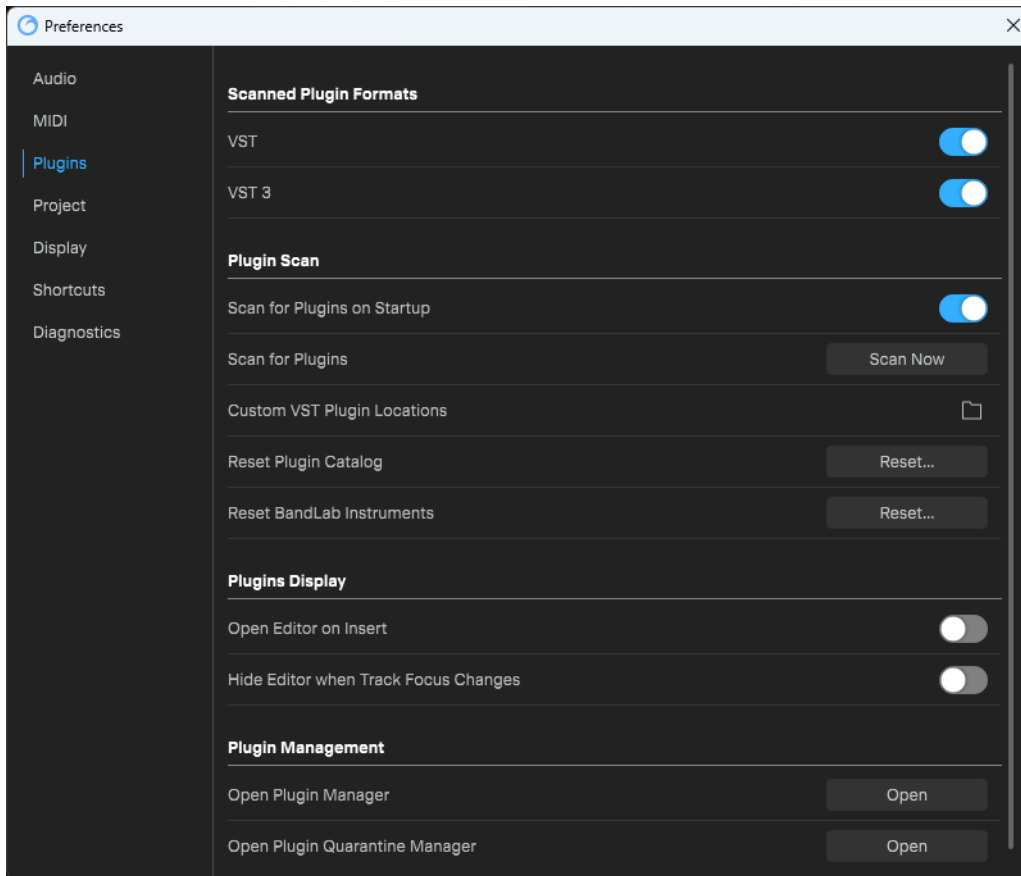 Preferences
Audio
MIDI
Plugins
Project
Display
Shortcuts
Diagnostics
Scanned Plugin Formats
VST
VST 3
Plugin Scan
Scan for Plugins on Startup
Scan for Plugins Scan Now
Custom VST Plugin Locations
Reset Plugin Catalog Reset...
Reset BandLab Instruments Reset...
Plugins Display
Open Editor on Insert
Hide Editor when Track Focus Changes
Plugin Management
Open Plugin Manager Open
Open Plugin Quarantine Manager Open